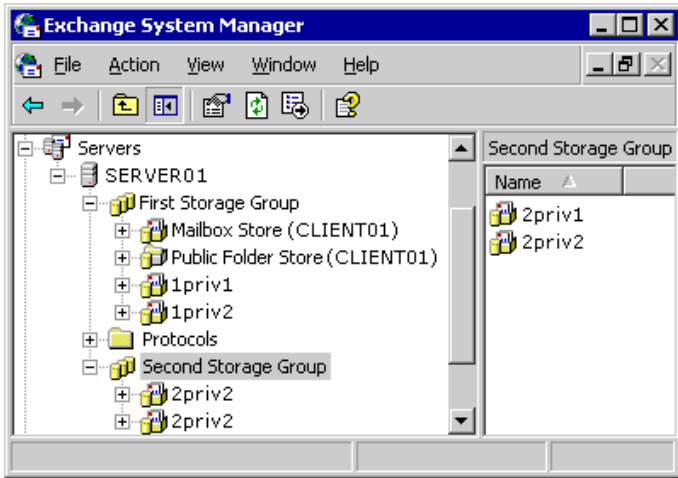 Exchange System Manager
File Action View Window Help
Servers
SERVER01
First Storage Group
Mailbox Store (CLIENT01)
Public Folder Store (CLIENT01)
1priv1
1priv2
Protocols
Second Storage Group
2priv2
2priv2
Second Storage Group
Name
2priv1
2priv2